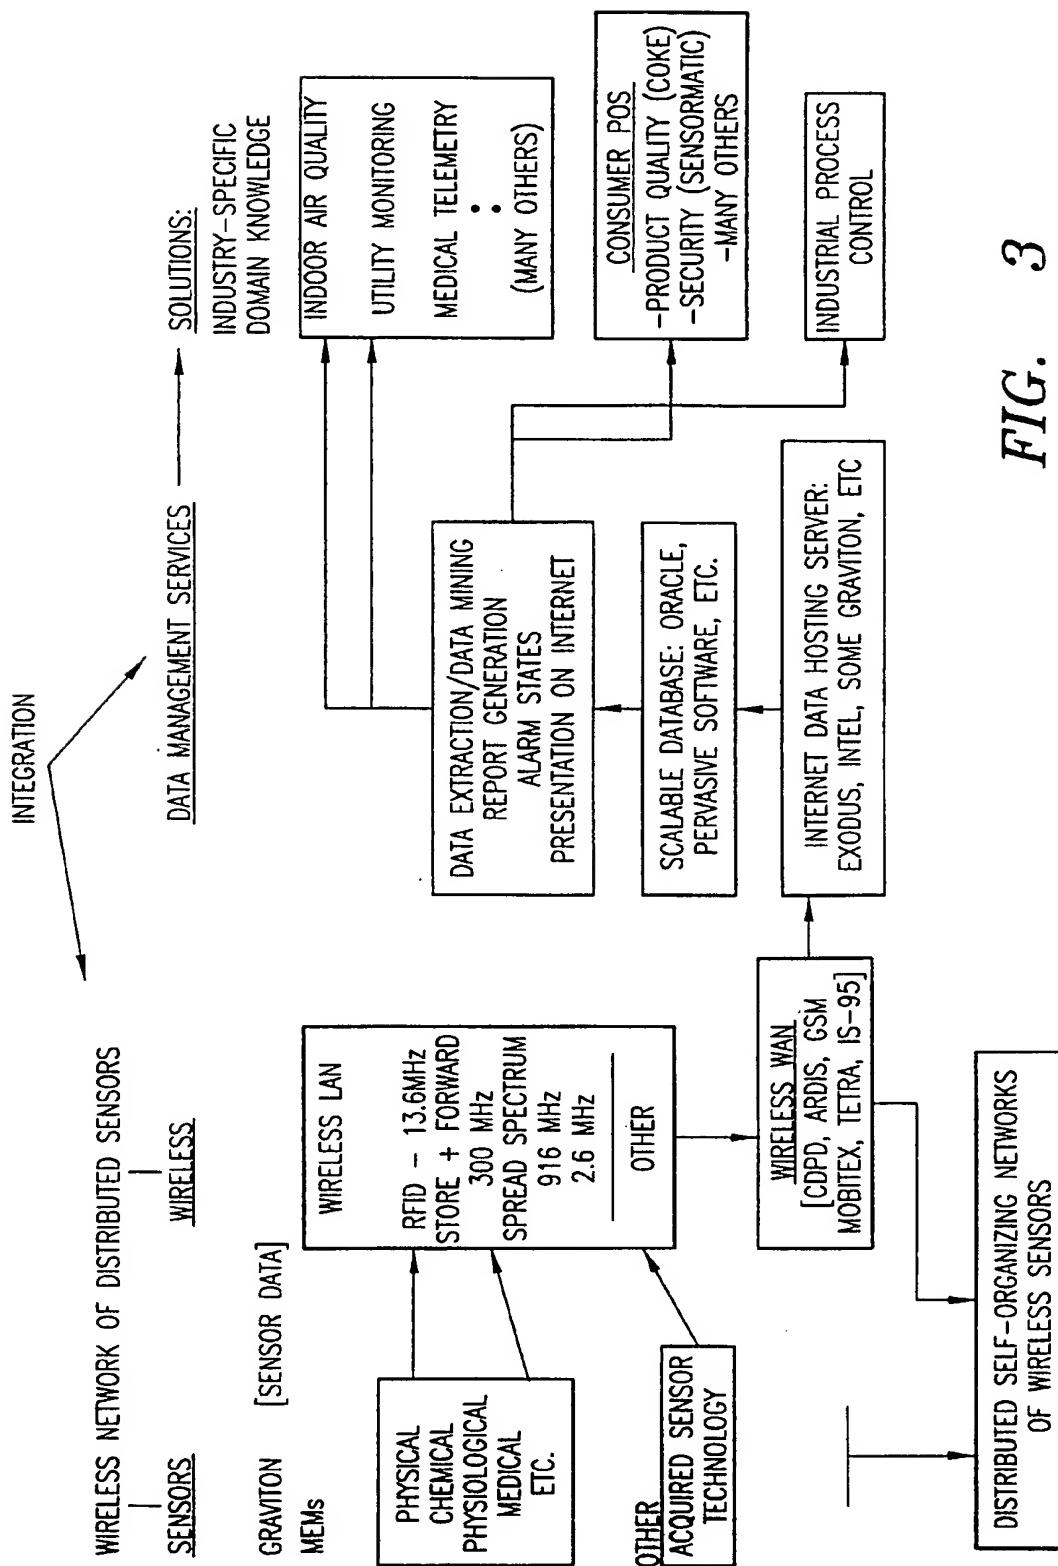 INTEGRATION
WIRELESS NETWORK OF DISTRIBUTED SENSORS
SENSORS
WIRELESS
DATA MANAGEMENT SERVICES
SOLUTIONS:
INDUSTRY-SPECIFIC
DOMAIN KNOWLEDGE
GRAVITON
MEMs
[SENSOR DATA]
PHYSICAL
CHEMICAL
PHYSIOLOGICAL
MEDICAL
ETC.
OTHER
ACQUIRED SENSOR
TECHNOLOGY
WIRELESS LAN
RFID - 13.6MHz
STORE + FORWARD
300 MHz
SPREAD SPECTRUM
916 MHz
2.6 MHz
OTHER
WIRELESS WAN
[CDPD, ARDIS, GSM
MOBITEX, TETRA, IS-95]
DISTRIBUTED SELF-ORGANIZING NETWORKS
OF WIRELESS SENSORS
DATA EXTRACTION/DATA MINING
REPORT GENERATION
ALARM STATES
PRESENTATION ON INTERNET
SCALABLE DATABASE: ORACLE,
PERVASIVE SOFTWARE, ETC.
INTERNET DATA HOSTING SERVER:
EXODUS, INTEL, SOME GRAVITON, ETC
INDOOR AIR QUALITY
UTILITY MONITORING
MEDICAL TELEMETRY
(MANY OTHERS)
CONSUMER POS
-PRODUCT QUALITY (COKE)
-SECURITY (SENSORMATIC)
-MANY OTHERS
INDUSTRIAL PROCESS
CONTROL
FIG. 3